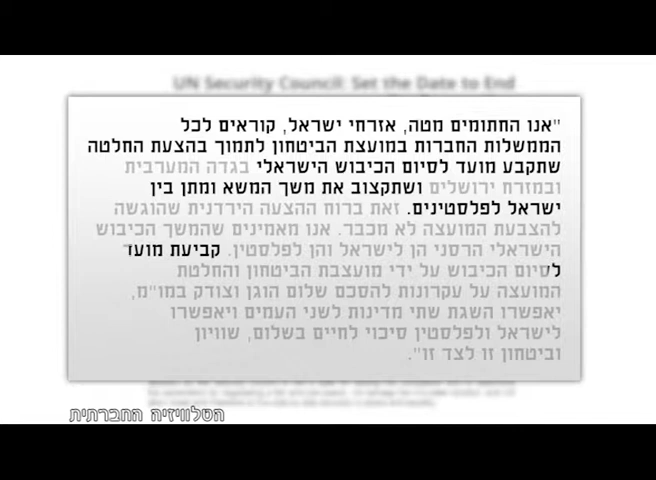 UN Security Council: Set the Date to End
"אנו החתומים מטה, אזרחי ישראל, קוראים לכל
הממשלות החברות במועצת הביטחון לתמוך בהצעת החלטה
שתקבע מועד לסיום הכיבוש הישראלי בגדה המערבית
ובמזרח ירושלים ושתקצוב את משך המשא ומתן בין
ישראל לפלסטינים. זאת ברוח ההצעה הירדנית שהוגשה
להצבעת המועצה לא מכבר. אנו מאמינים שהמשך הכיבוש
הישראלי הרסני הן לישראל והן לפלסטין. קביעת מועד
לסיום הכיבוש על ידי מועצבת הביטחון והחלטת
המועצה על עקרונות להסכם שלום הוגן וצודק במו"מ,
יאפשרו השגת שתי מדינות לשני העמים ויאפשרו
לישראל ולפלסטין סיכוי לחיים בשלום, שוויון
וביטחון זו לצד זו".
הטלוויזיה החברתית